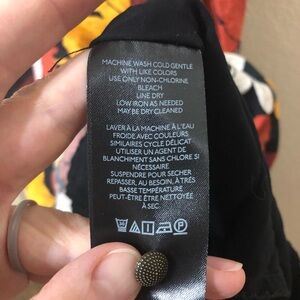 MACHINE WASH COLD GENTLE
WITH LIKE COLORS
USE ONLY NON-CHLORINE
BLEACH
LINE DRY
LOW IRON AS NEEDED
MAY BE DRY CLEANED
LAVER À LA MACHINE À L'EAU
FROIDE AVEC COULEURS
SIMILAIRES CYCLE DÉLICAT
UTILISER UN AGENT DE
BLANCHIMENT SANS CHLORE SI
NÉCESSAIRE
SUSPENDRE POUR SÉCHER
REPASSER, AU BESOIN, À TRÈS
BASSE TEMPÉRATURE
PEUT-ÊTRE ÊTRE NETTOYÉE
À SEC.